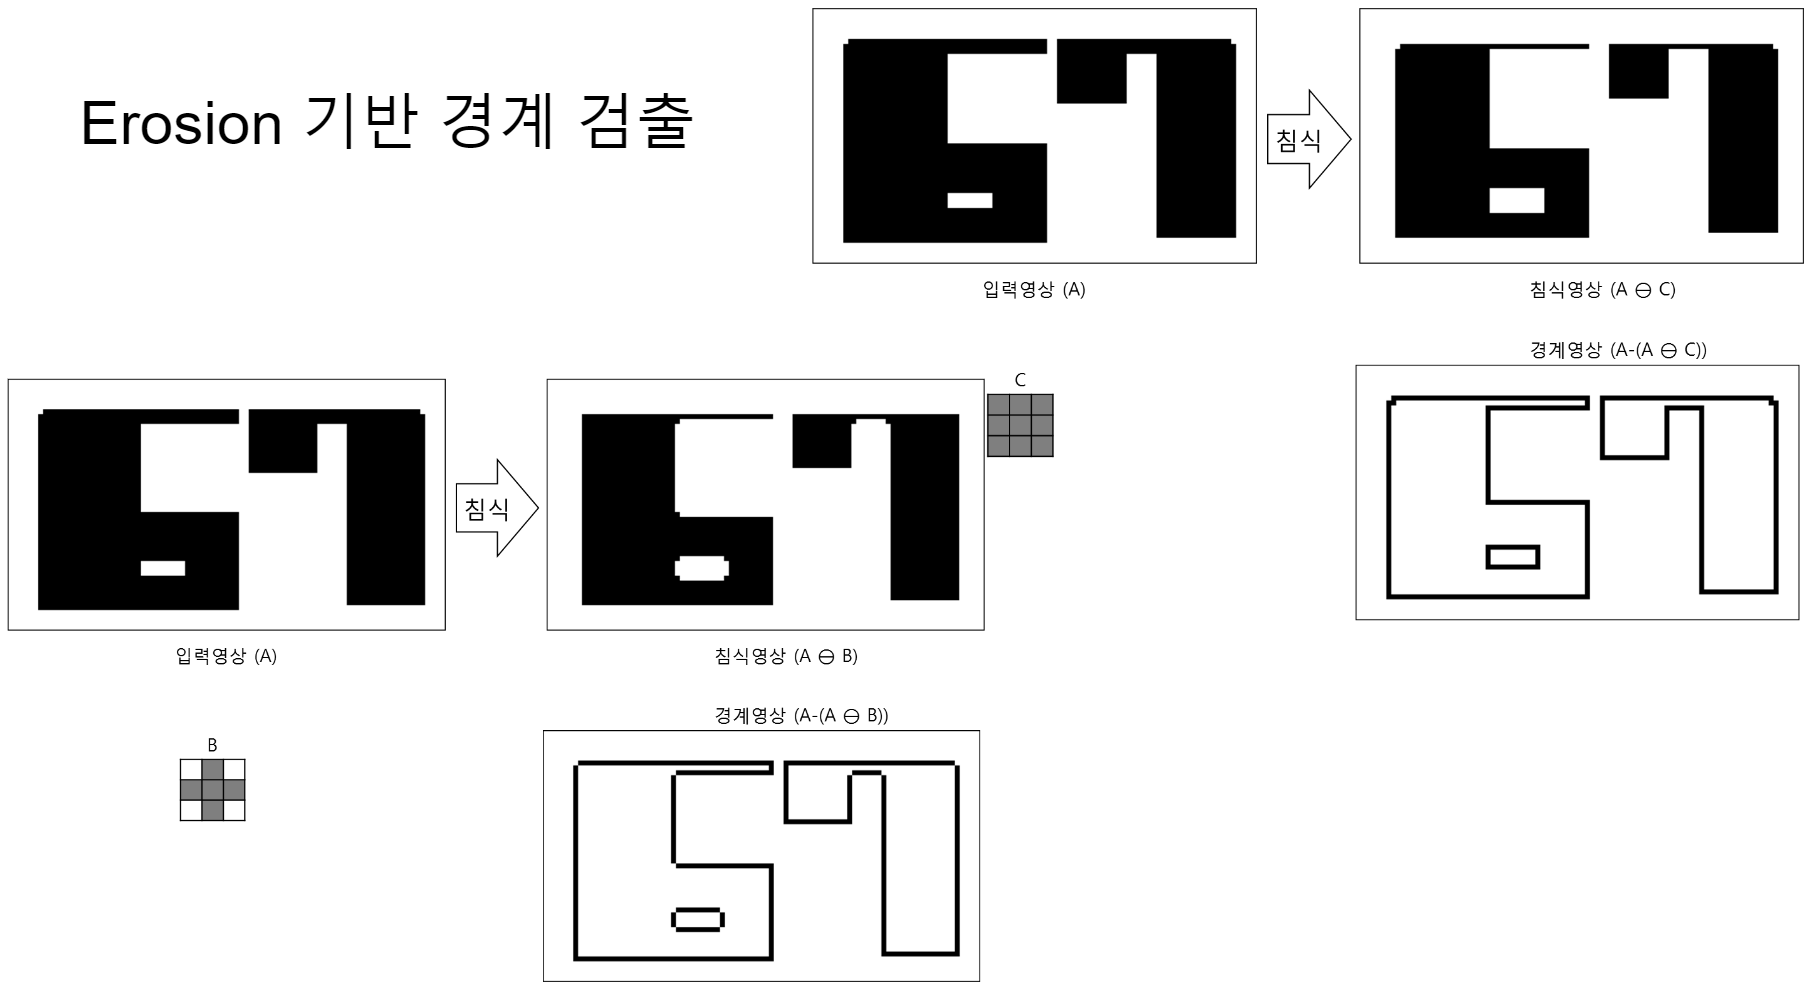 Erosion 기반 경계 검출
침식
입력영상 (A)
침식영상 (A ⊖ C)
경계영상 (A-(A ⊖ C))
C
침식
입력영상 (A)
침식영상 (A ⊖ B)
경계영상 (A-(A ⊖ B))
B